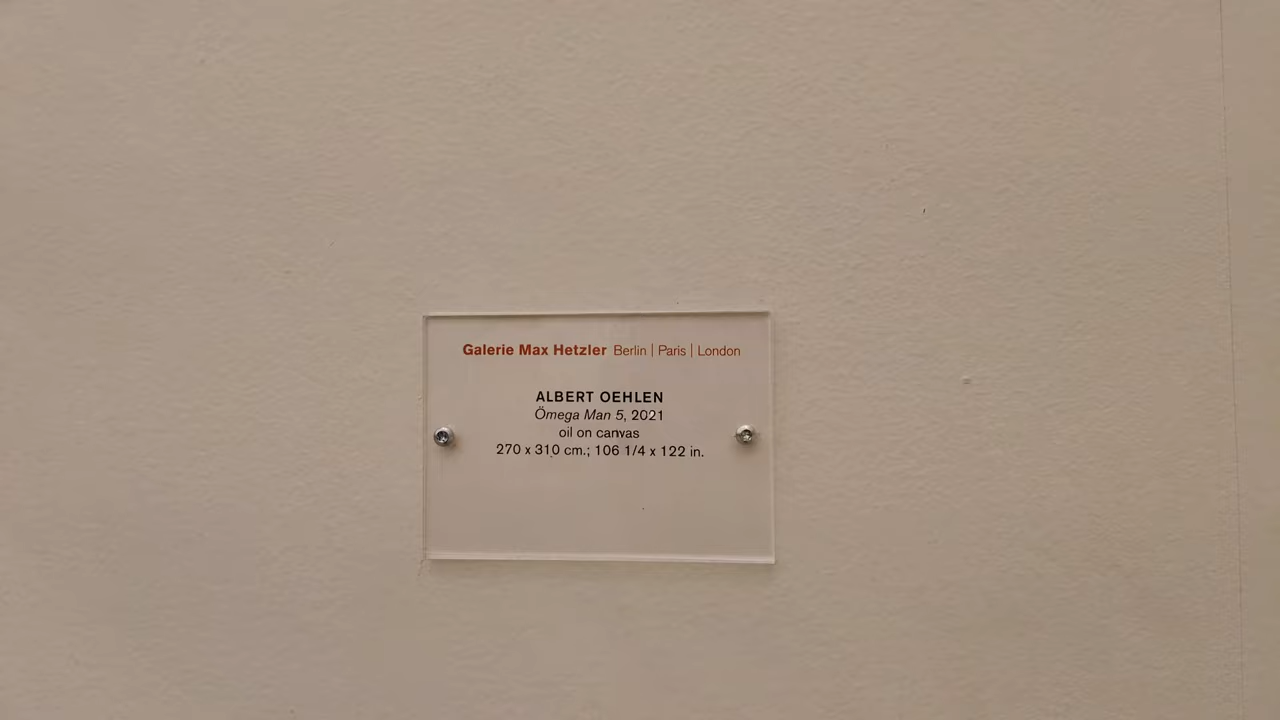 Galerie Max Hetzler Berlin | Paris | London
ALBERT OEHLEN
Ömega Man 5, 2021
oil on canvas
270 x 310 cm.; 106 1/4 x 122 in.